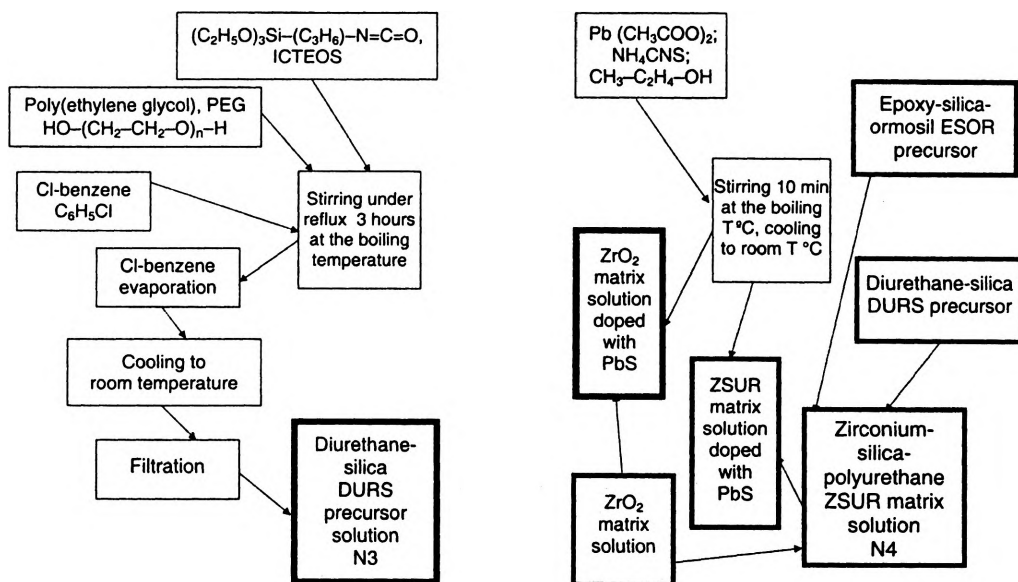 (C₂H₅O)₃Si–(C₃H₆)–N=C=O,
ICTEOS
Poly(ethylene glycol), PEG
HO–(CH₂–CH₂–O)ₙ–H
Cl-benzene
C₆H₅Cl
Stirring under
reflux 3 hours
at the boiling
temperature
Cl-benzene
evaporation
Cooling to
room temperature
Filtration
Diurethane-
silica
DURS
precursor
solution
N3
Pb (CH₃COO)₂;
NH₄CNS;
CH₃–C₂H₄–OH
Epoxy-silica-
ormosil ESOR
precursor
Stirring 10 min
at the boiling
T ºC, cooling
to room T °C
ZrO₂
matrix
solution
doped
with
PbS
Diurethane-silica
DURS precursor
ZSUR
matrix
solution
doped
with
PbS
Zirconium-
silica-
polyurethane
ZSUR matrix
solution
N4
ZrO₂
matrix
solution